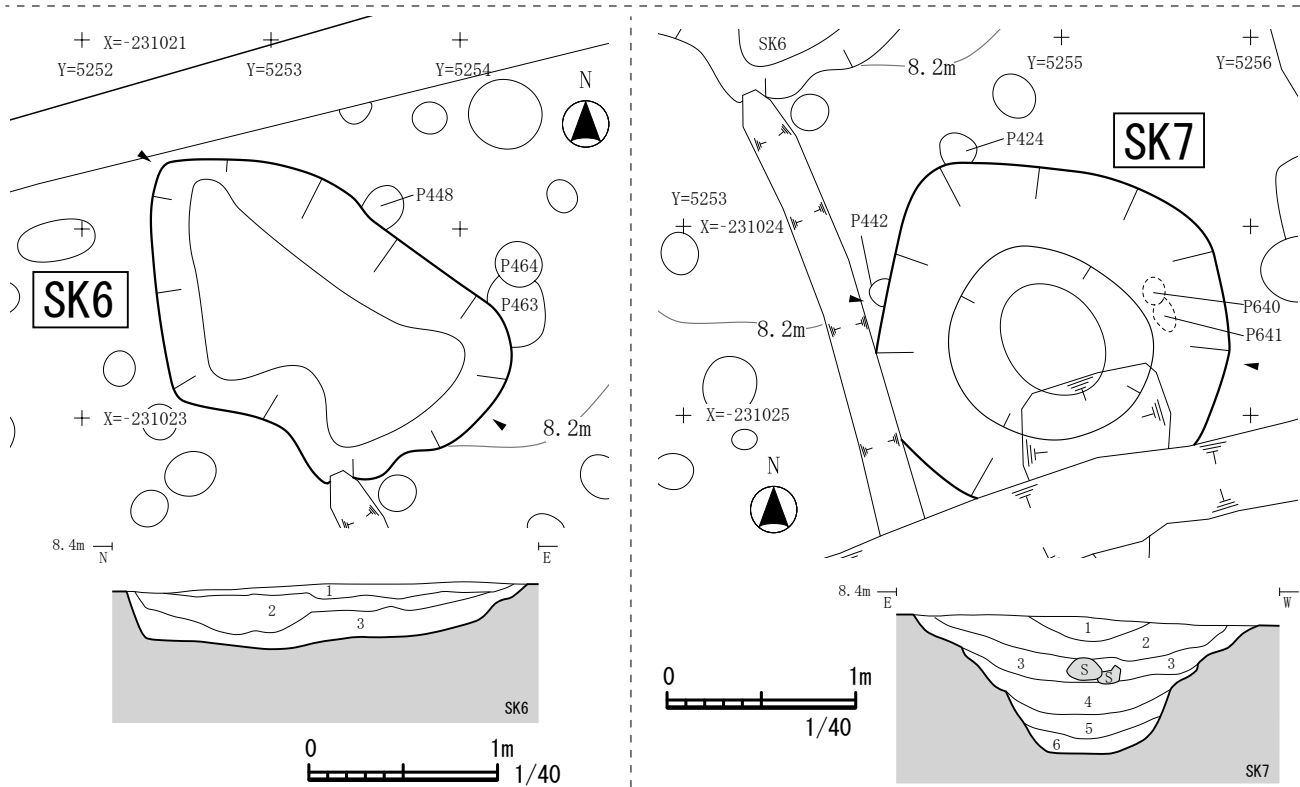 X=-231021
Y=5252
Y=5253
Y=5254
N
P448
P464
P463
SK6
X=-231023
8.2m
8.4m
N
E
1
2
3
SK6
0 1m
1/40
SK6
8.2m
Y=5255
Y=5256
P424
SK7
Y=5253
X=-231024
P442
P640
P641
8.2m
X=-231025
N
8.4m
E
W
1
2
3
3
S
S
4
5
6
SK7
0 1m
1/40